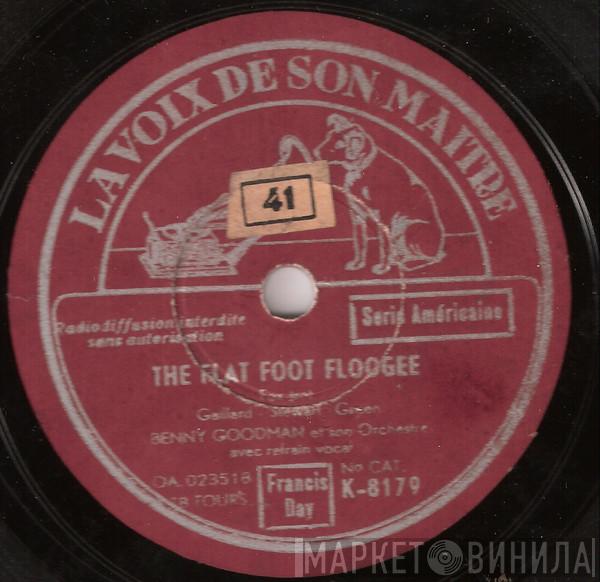 LA VOIX DE SON MAITRE
41
Radiodiffusion interdite
sans autorisation
Serie Américaine
THE FLAT FOOT FLOOGEE
Fox-trot
Gaillard - Stewart - Green
BENNY GOODMAN et son Orchestre
avec refrain vocal
OA. 023518
78 TOURS
Francis
Day
No CAT.
K-8179
МАРКЕТ ВИНИЛА